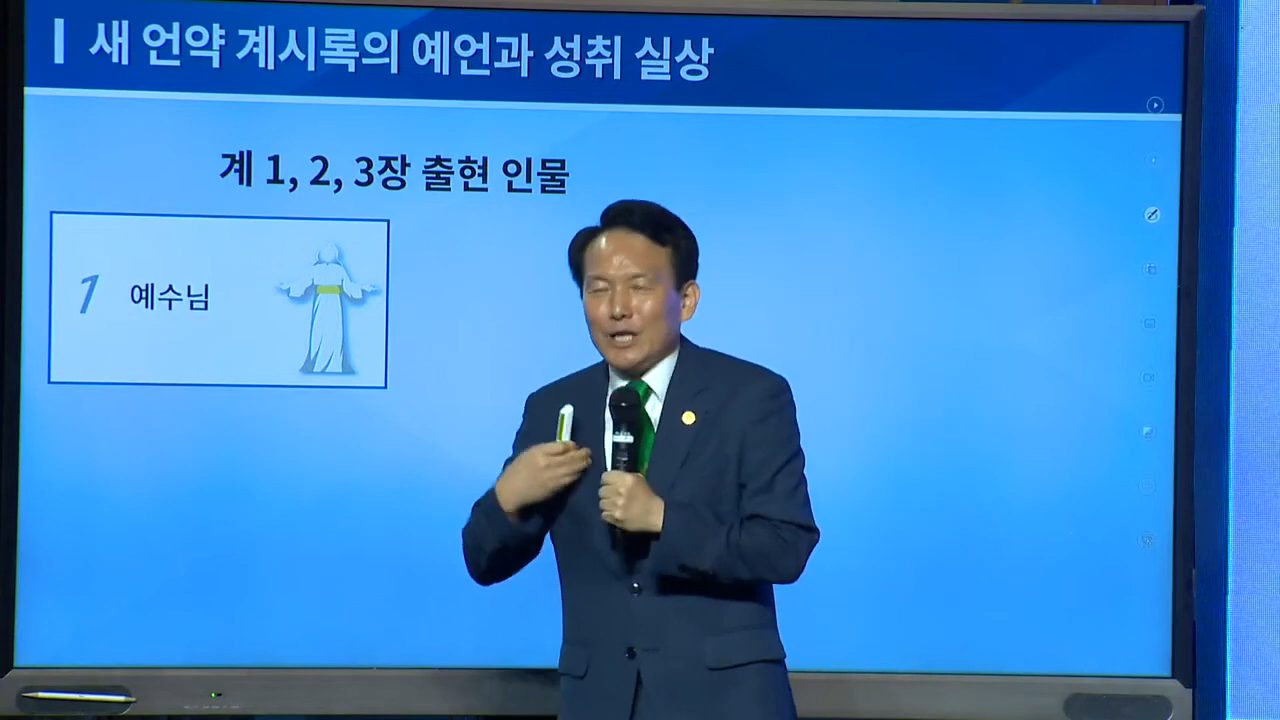 새 언약 계시록의 예언과 성취 실상
계 1, 2, 3장 출현 인물
1 예수님